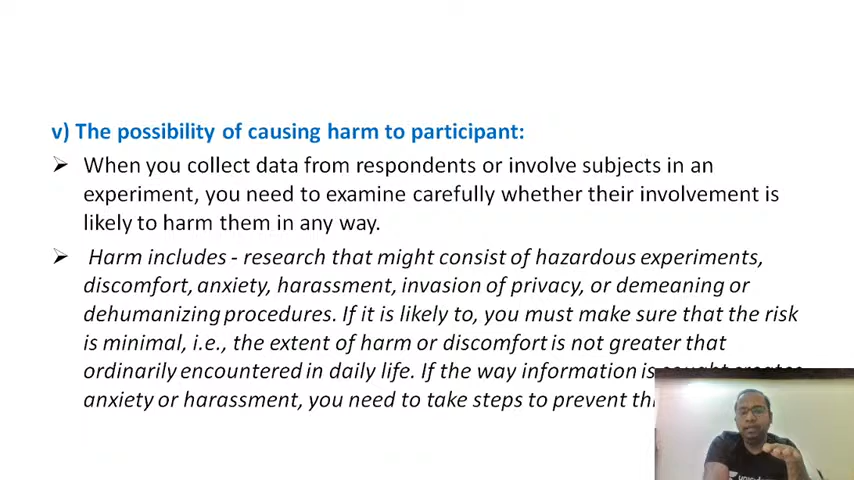 v) The possibility of causing harm to participant:
➢ When you collect data from respondents or involve subjects in an
experiment, you need to examine carefully whether their involvement is
likely to harm them in any way.
➢ Harm includes - research that might consist of hazardous experiments,
discomfort, anxiety, harassment, invasion of privacy, or demeaning or
dehumanizing procedures. If it is likely to, you must make sure that the risk
is minimal, i.e., the extent of harm or discomfort is not greater that
ordinarily encountered in daily life. If the way information is
anxiety or harassment, you need to take steps to prevent